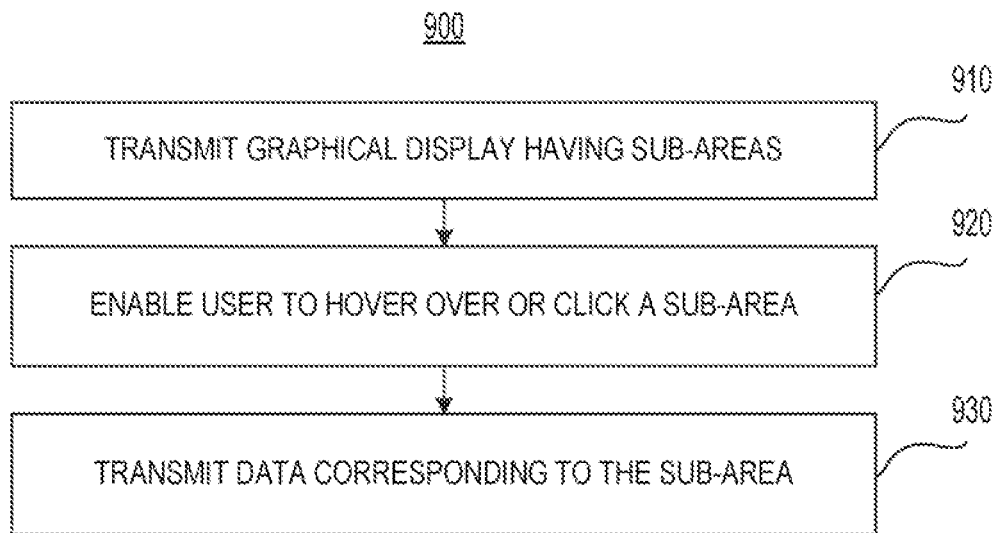 900
910
TRANSMIT GRAPHICAL DISPLAY HAVING SUB-AREAS
920
ENABLE USER TO HOVER OVER OR CLICK A SUB-AREA
930
TRANSMIT DATA CORRESPONDING TO THE SUB-AREA